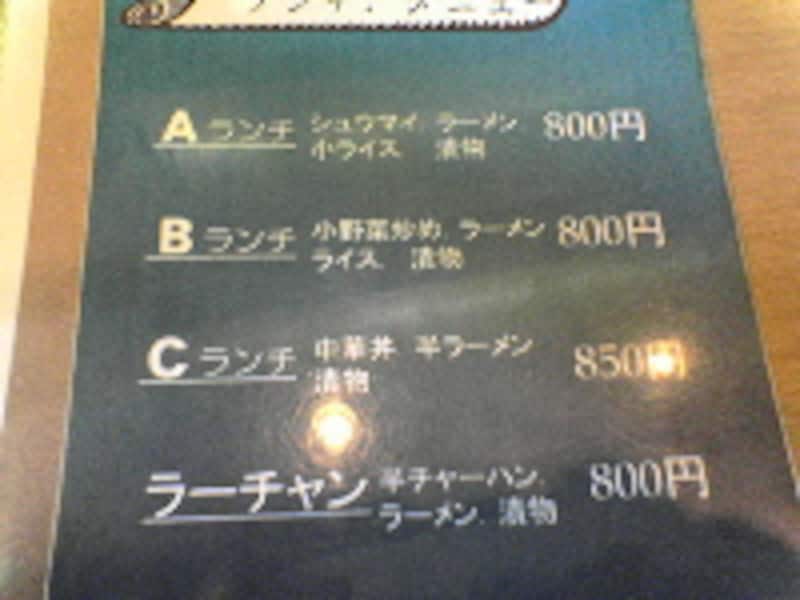 Aランチ シュウマイ、ラーメン 800円
小ライス 漬物
Bランチ 小野菜炒め、ラーメン 800円
ライス 漬物
Cランチ 中華丼 半ラーメン 850円
漬物
ラーチャン 半チャーハン、 800円
ラーメン、漬物